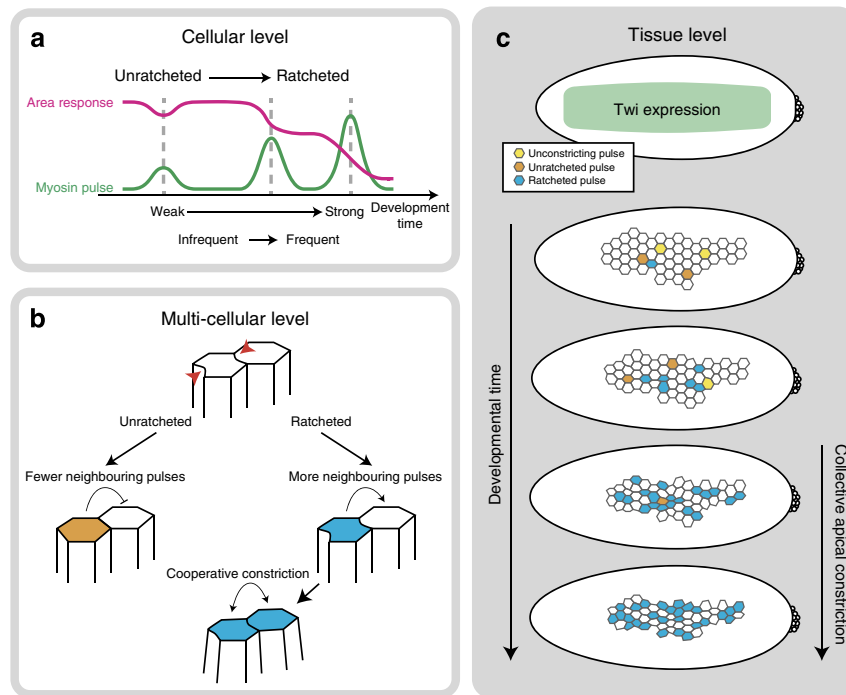 a
Cellular level
Unratcheted
Ratcheted
Area response
Myosin pulse
Weak
Strong
Development
time
Infrequent
Frequent
b
Multi-cellular level
Unratcheted
Ratcheted
Fewer neighbouring pulses
More neighbouring pulses
Cooperative constriction
c
Tissue level
Twi expression
Unconstricting pulse
Unratcheted pulse
Ratcheted pulse
Developmental time
Collective apical constriction